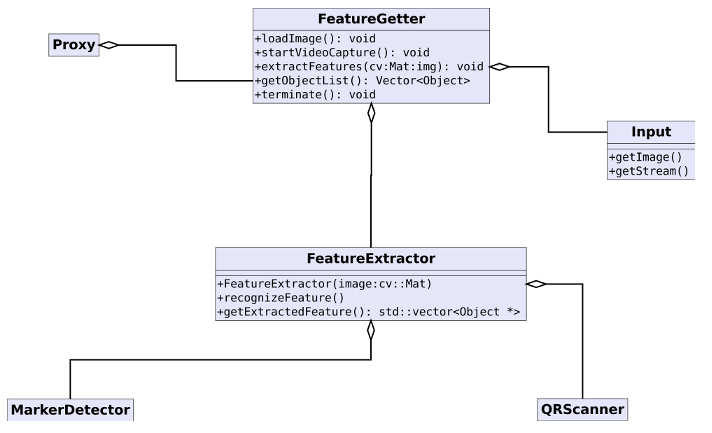 FeatureGetter
+loadImage(): void
+startVideoCapture(): void
+extractFeatures(cv:Mat:img): void
+getObjectList(): Vector<Object>
+terminate(): void
Proxy
Input
+getImage()
+getStream()
FeatureExtractor
+FeatureExtractor(image:cv::Mat)
+recognizeFeature()
+getExtractedFeature(): std::vector<Object *>
MarkerDetector
QRScanner